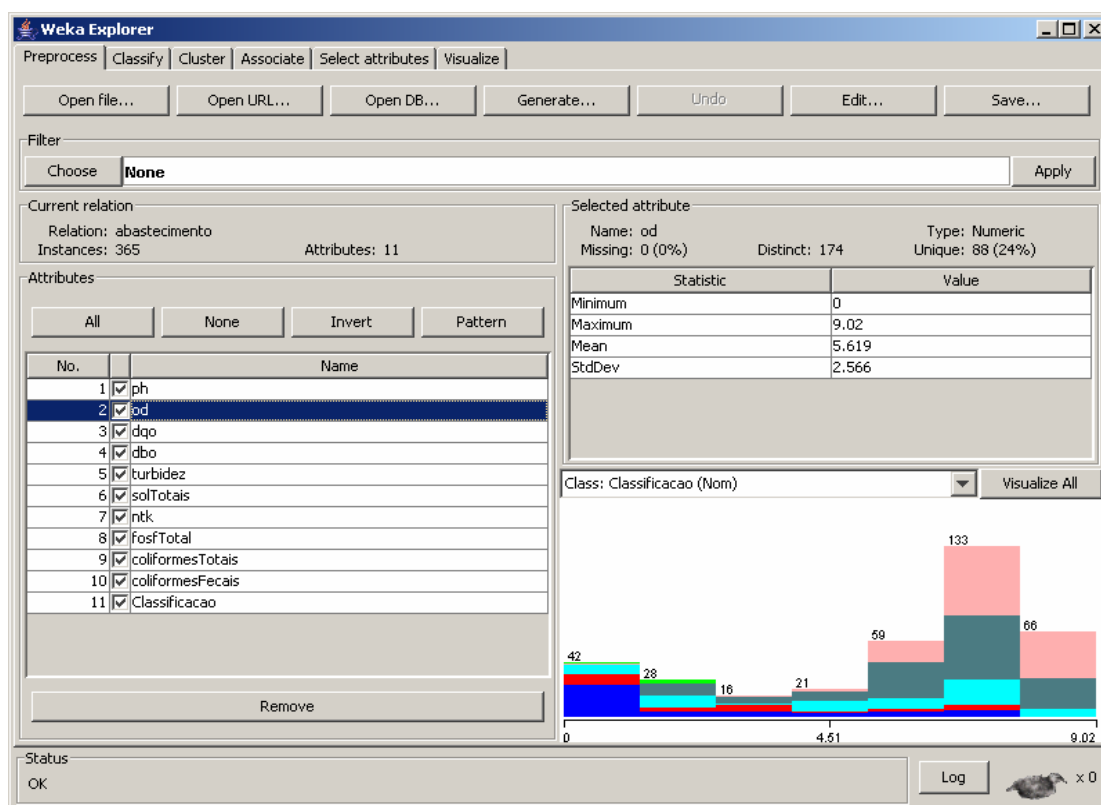 Weka Explorer
Preprocess Classify Cluster Associate Select attributes Visualize
Open file... Open URL... Open DB... Generate... Undo Edit... Save...
Filter
Choose None Apply
Current relation
Relation: abastecimento
Instances: 365 Attributes: 11
Attributes
All None Invert Pattern
No. Name
1 ph
2 od
3 dqo
4 dbo
5 turbidez
6 solTotais
7 ntk
8 fosfTotal
9 coliformesTotais
10 coliformesFecais
11 Classificacao
Remove
Selected attribute
Name: od Type: Numeric
Missing: 0 (0%) Distinct: 174 Unique: 88 (24%)
Statistic Value
Minimum 0
Maximum 9.02
Mean 5.619
StdDev 2.566
Class: Classificacao (Nom) Visualize All
42 28 16 21 59 133 66
0 4.51 9.02
Status
OK Log x 0